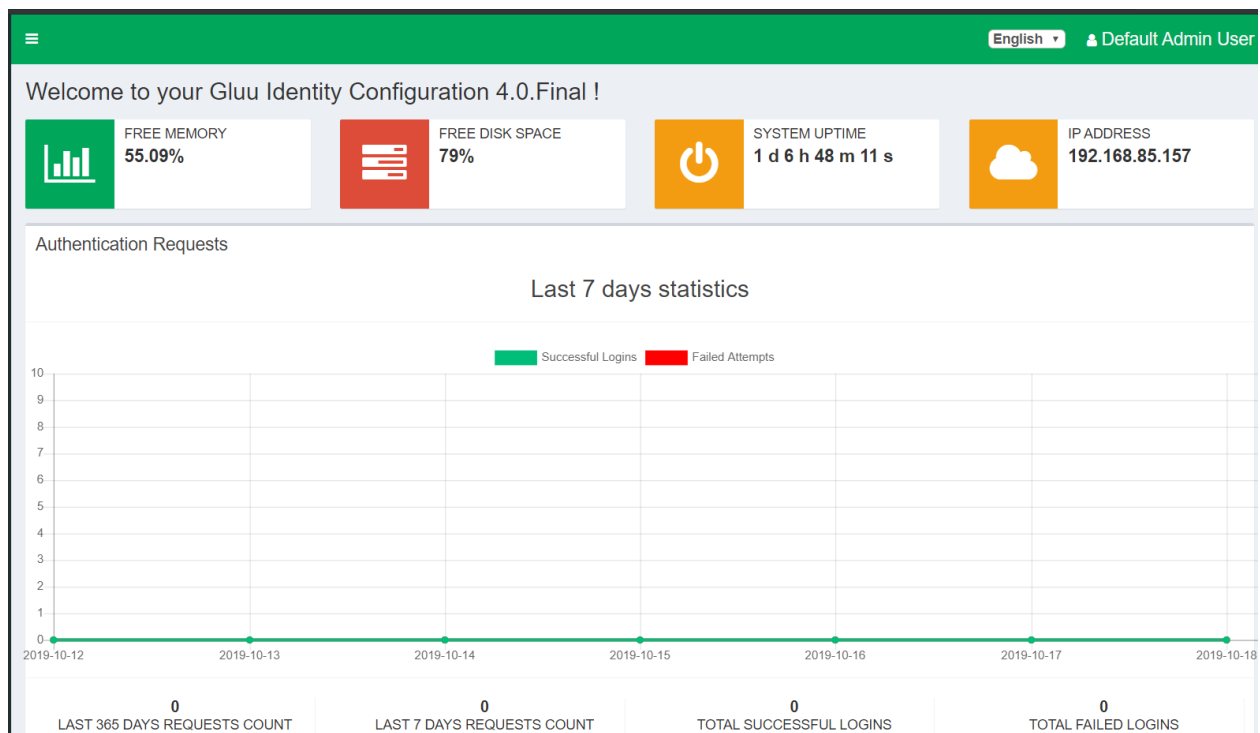 English
Default Admin User
Welcome to your Gluu Identity Configuration 4.0.Final !
FREE MEMORY
55.09%
FREE DISK SPACE
79%
SYSTEM UPTIME
1 d 6 h 48 m 11 s
IP ADDRESS
192.168.85.157
Authentication Requests
Last 7 days statistics
Successful Logins Failed Attempts
10
9
8
7
6
5
4
3
2
1
0
2019-10-12 2019-10-13 2019-10-14 2019-10-15 2019-10-16 2019-10-17 2019-10-18
0
LAST 365 DAYS REQUESTS COUNT
0
LAST 7 DAYS REQUESTS COUNT
0
TOTAL SUCCESSFUL LOGINS
0
TOTAL FAILED LOGINS